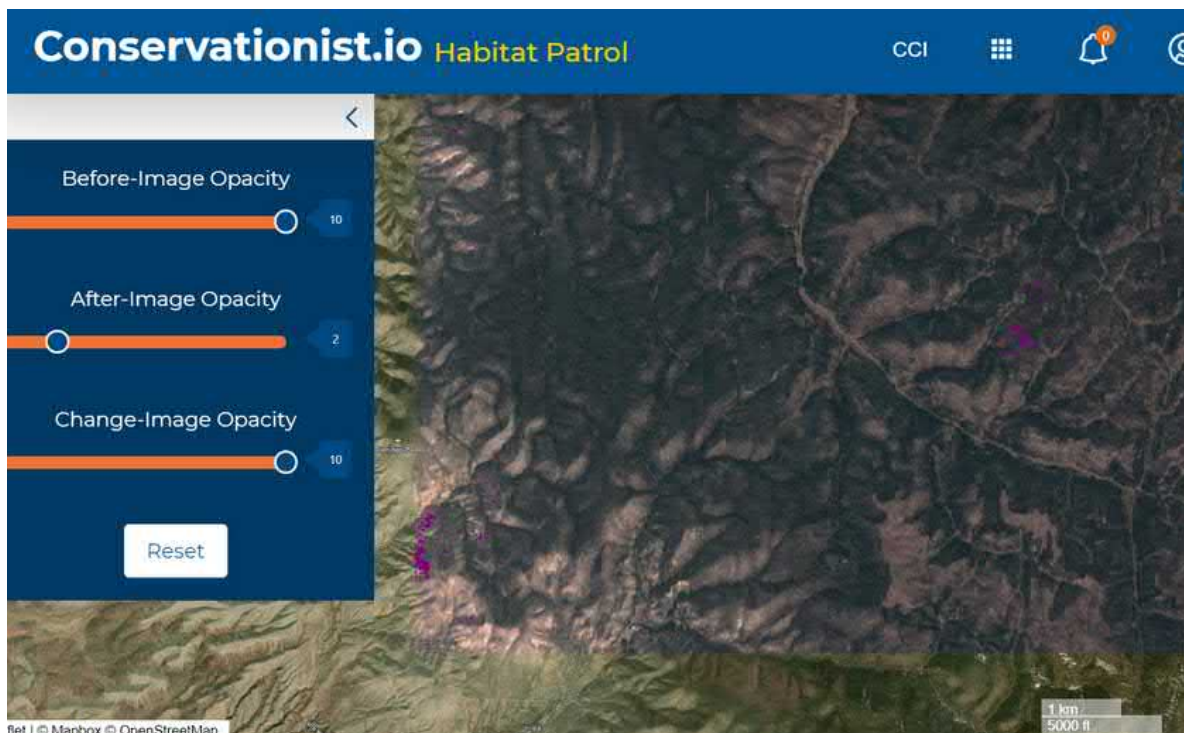 Conservationist.io Habitat Patrol
CCI
0
Before-Image Opacity
10
After-Image Opacity
2
Change-Image Opacity
10
Reset
1 km
5000 ft
flet | © Mapbox © OpenStreetMap